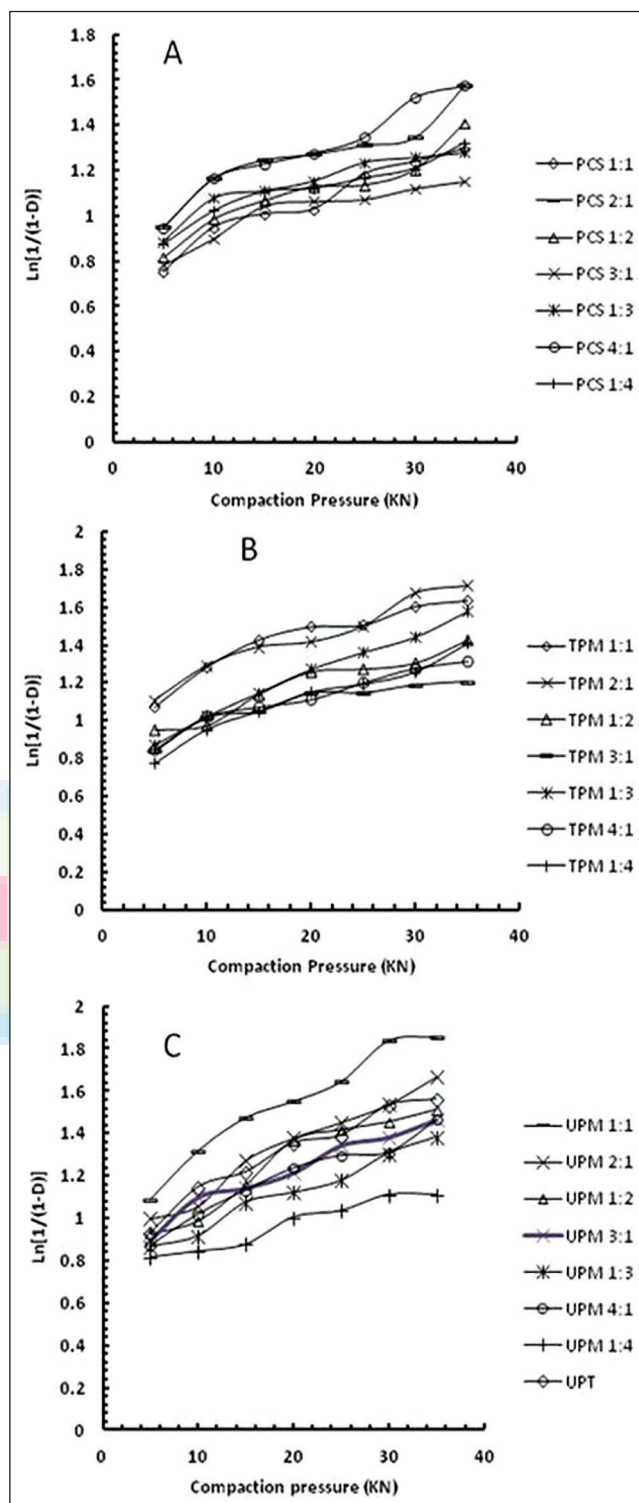 A
Ln[1/(1-D)]
1.8
1.6
1.4
1.2
1
0.8
0.6
0.4
0.2
0
0 10 20 30 40
Compaction Pressure (KN)
PCS 1:1
PCS 2:1
PCS 1:2
PCS 3:1
PCS 1:3
PCS 4:1
PCS 1:4
B
Ln[1/(1-D)]
2
1.8
1.6
1.4
1.2
1
0.8
0.6
0.4
0.2
0
0 10 20 30 40
Compaction Pressure (KN)
TPM 1:1
TPM 2:1
TPM 1:2
TPM 3:1
TPM 1:3
TPM 4:1
TPM 1:4
C
Ln[1/(1-D)]
2
1.8
1.6
1.4
1.2
1
0.8
0.6
0.4
0.2
0
0 10 20 30 40
Compaction pressure (KN)
UPM 1:1
UPM 2:1
UPM 1:2
UPM 3:1
UPM 1:3
UPM 4:1
UPM 1:4
UPT